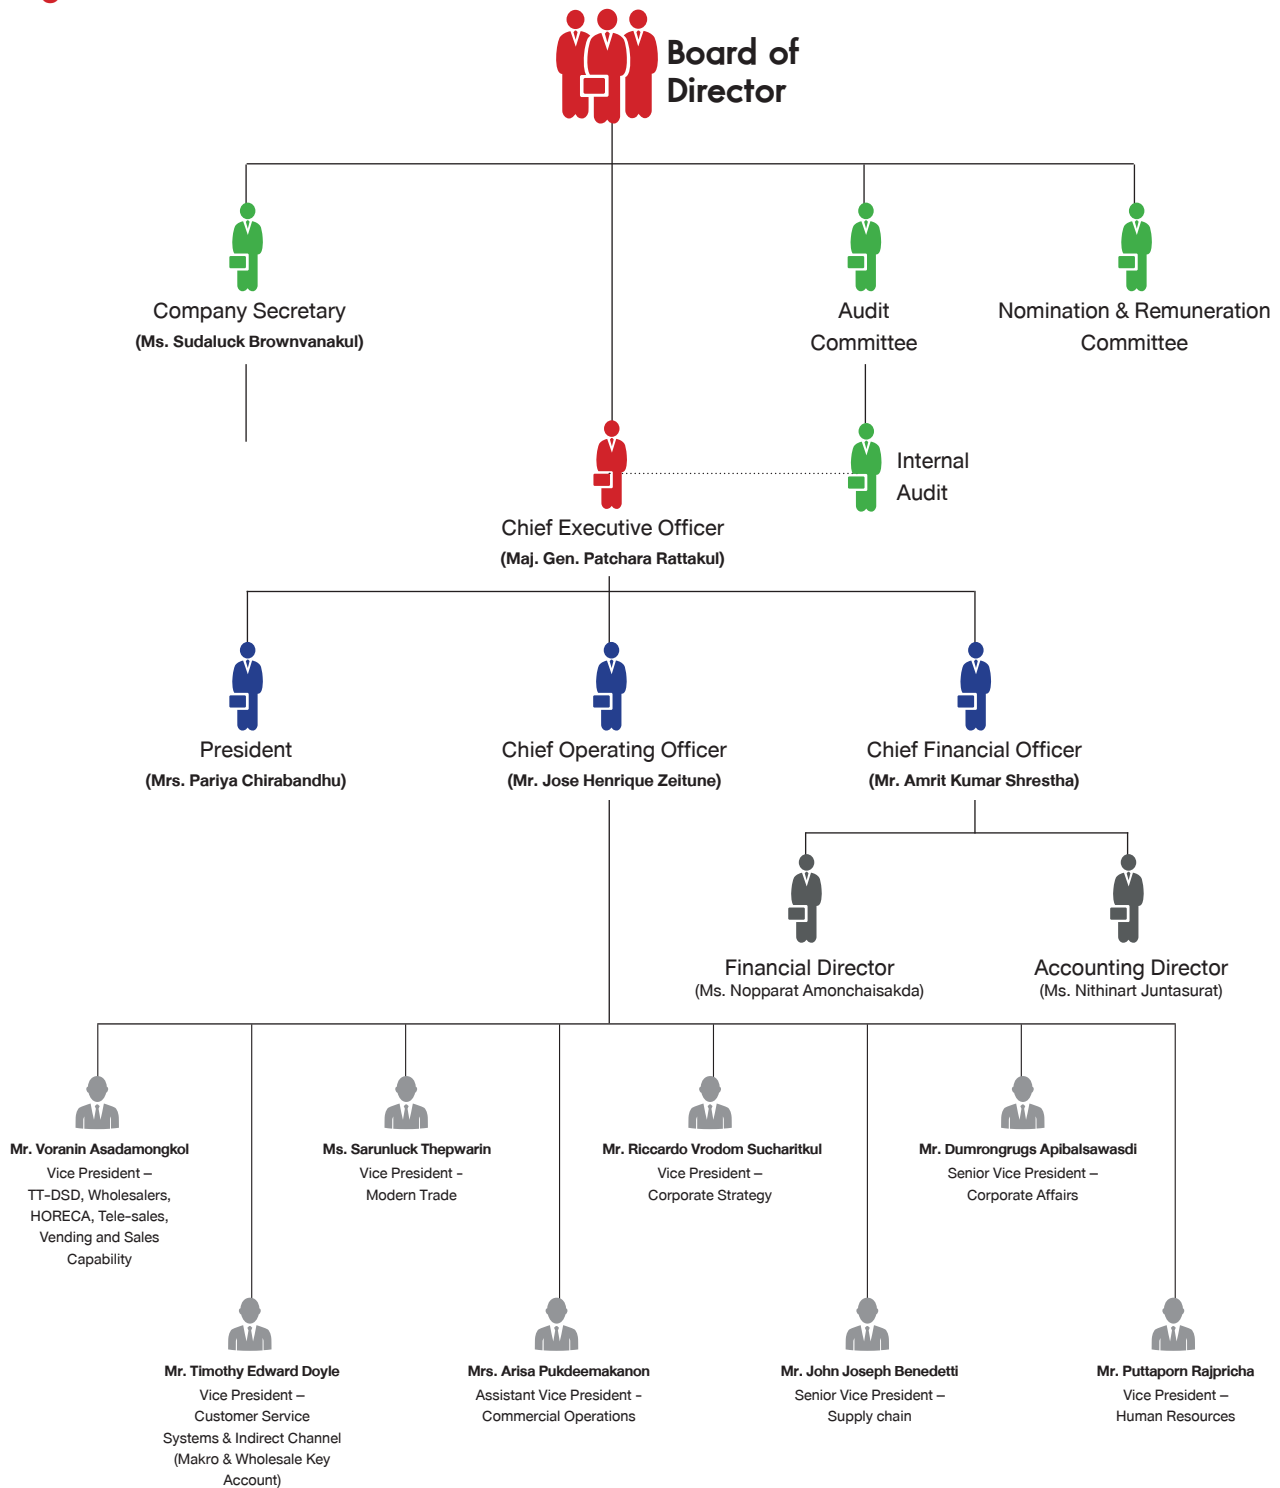 Board of
Director
Company Secretary
(Ms. Sudaluck Brownvanakul)
Audit
Committee
Nomination & Remuneration
Committee
Internal
Audit
Chief Executive Officer
(Maj. Gen. Patchara Rattakul)
President
(Mrs. Pariya Chirabandhu)
Chief Operating Officer
(Mr. Jose Henrique Zeitune)
Chief Financial Officer
(Mr. Amrit Kumar Shrestha)
Financial Director
(Ms. Nopparat Amonchaisakda)
Accounting Director
(Ms. Nithinart Juntasurat)
Mr. Voranin Asadamongkol
Vice President –
TT-DSD, Wholesalers,
HORECA, Tele-sales,
Vending and Sales
Capability
Ms. Sarunluck Thepwarin
Vice President -
Modern Trade
Mr. Riccardo Vrodom Sucharitkul
Vice President –
Corporate Strategy
Mr. Dumrongrugs Apibalsawasdi
Senior Vice President –
Corporate Affairs
Mr. Timothy Edward Doyle
Vice President –
Customer Service
Systems & Indirect Channel
(Makro & Wholesale Key
Account)
Mrs. Arisa Pukdeemakanon
Assistant Vice President -
Commercial Operations
Mr. John Joseph Benedetti
Senior Vice President –
Supply chain
Mr. Puttaporn Rajpricha
Vice President –
Human Resources